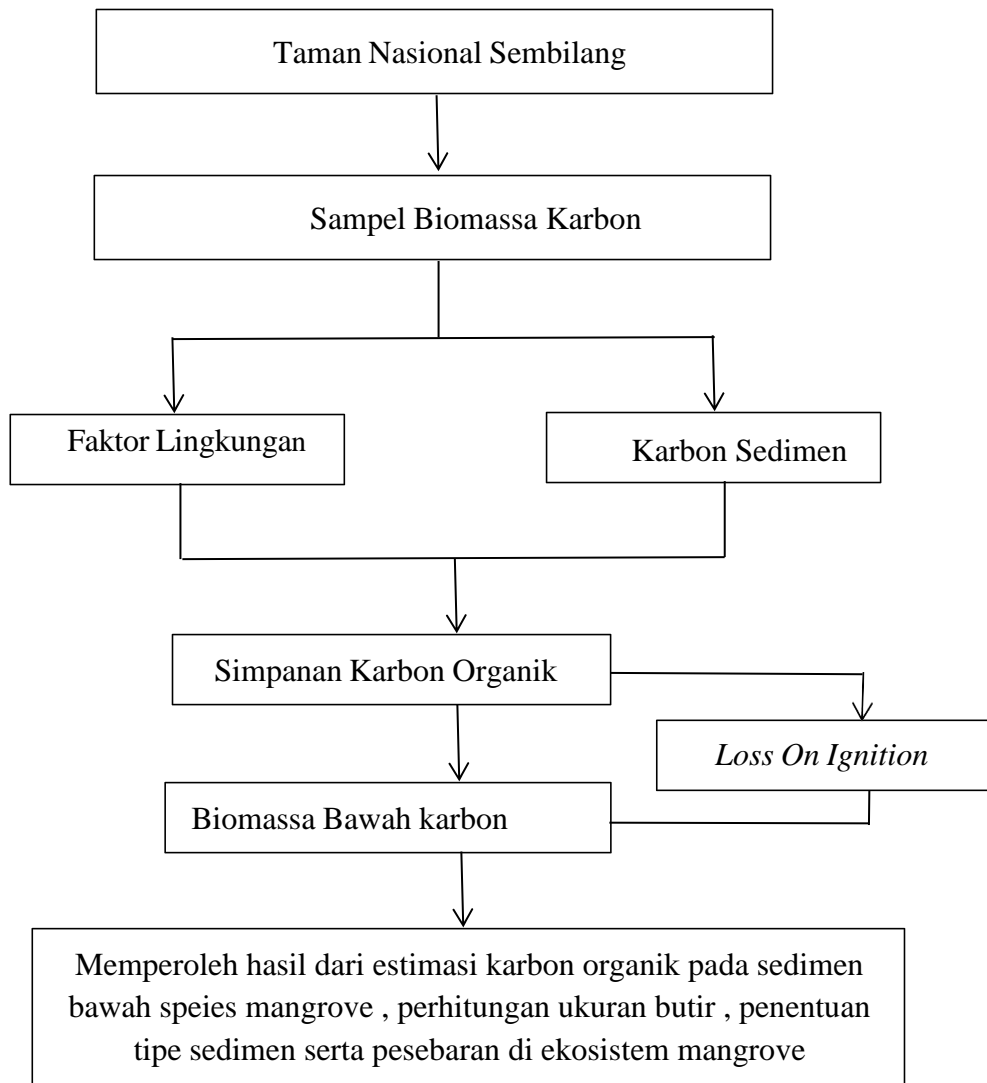 Taman Nasional Sembilang
Sampel Biomassa Karbon
Faktor Lingkungan
Karbon Sedimen
Simpanan Karbon Organik
Loss On Ignition
Biomassa Bawah karbon
Memperoleh hasil dari estimasi karbon organik pada sedimen
bawah speies mangrove , perhitungan ukuran butir , penentuan
tipe sedimen serta pesebaran di ekosistem mangrove